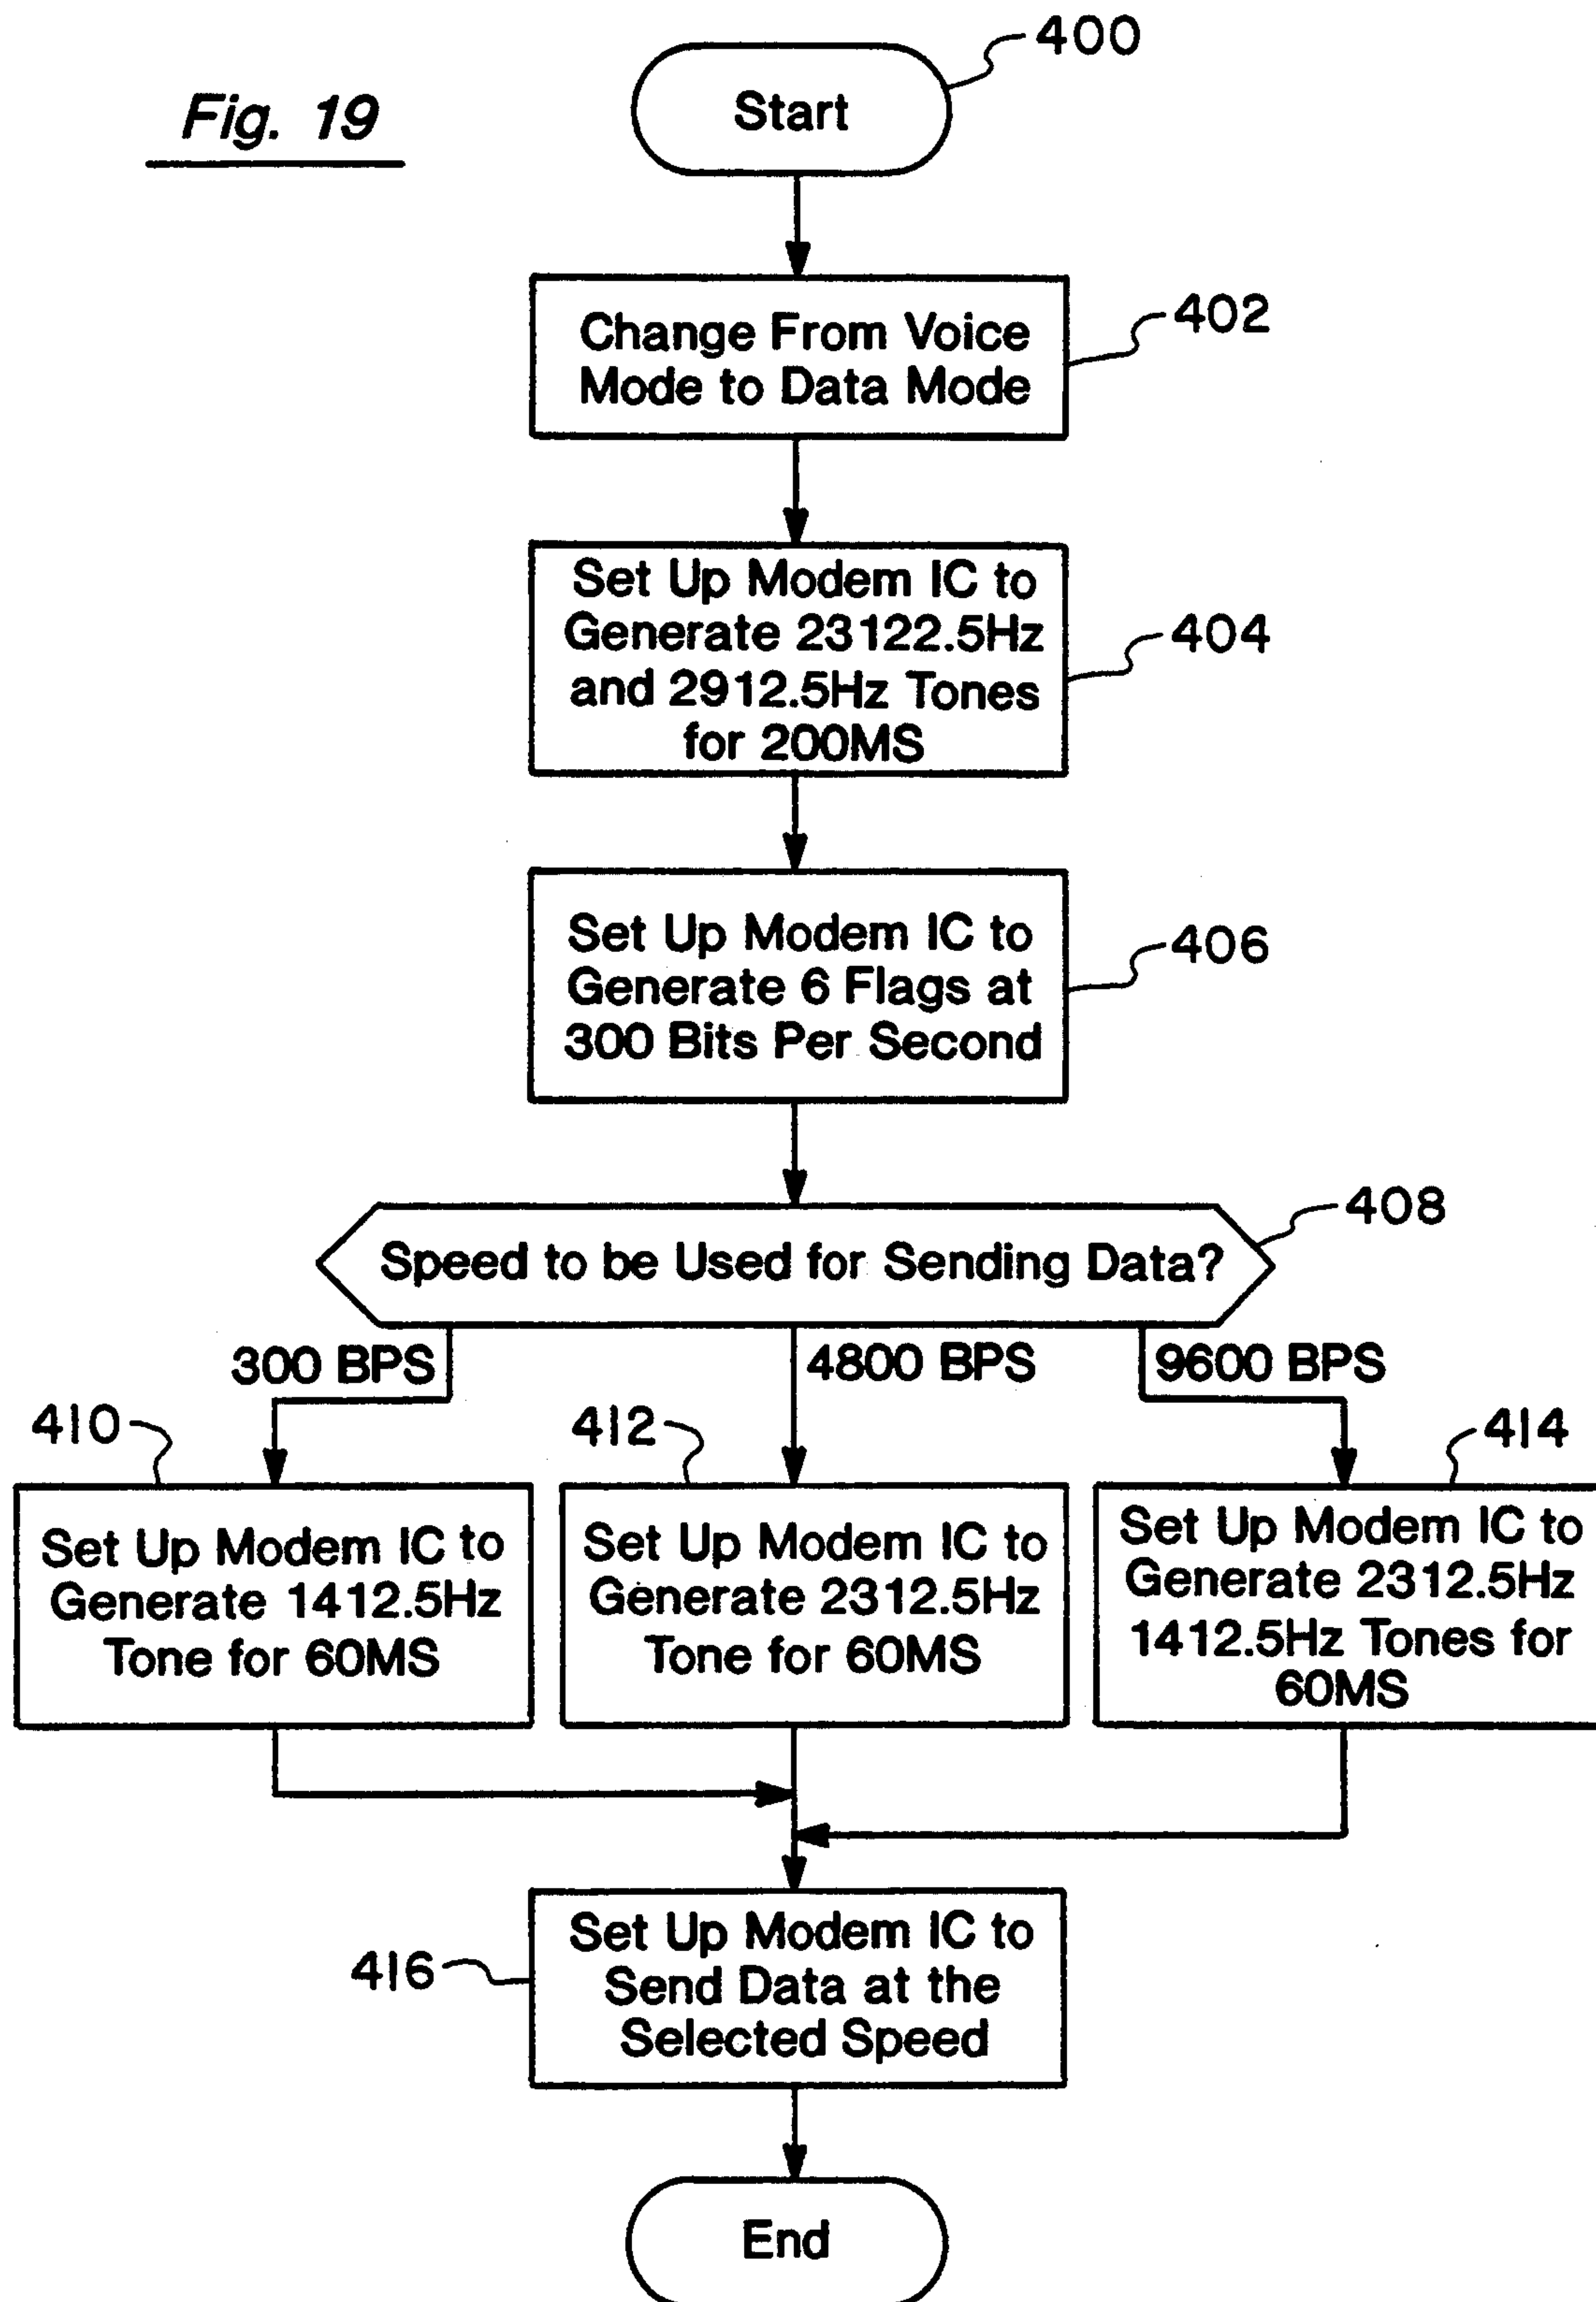 Fig. 19
400
Start
402
Change From Voice
Mode to Data Mode
404
Set Up Modem IC to
Generate 23122.5Hz
and 2912.5Hz Tones
for 200MS
406
Set Up Modem IC to
Generate 6 Flags at
300 Bits Per Second
408
Speed to be Used for Sending Data?
300 BPS
4800 BPS
9600 BPS
410
412
414
Set Up Modem IC to
Generate 1412.5Hz
Tone for 60MS
Set Up Modem IC to
Generate 2312.5Hz
Tone for 60MS
Set Up Modem IC to
Generate 2312.5Hz
1412.5Hz Tones for
60MS
416
Set Up Modem IC to
Send Data at the
Selected Speed
End